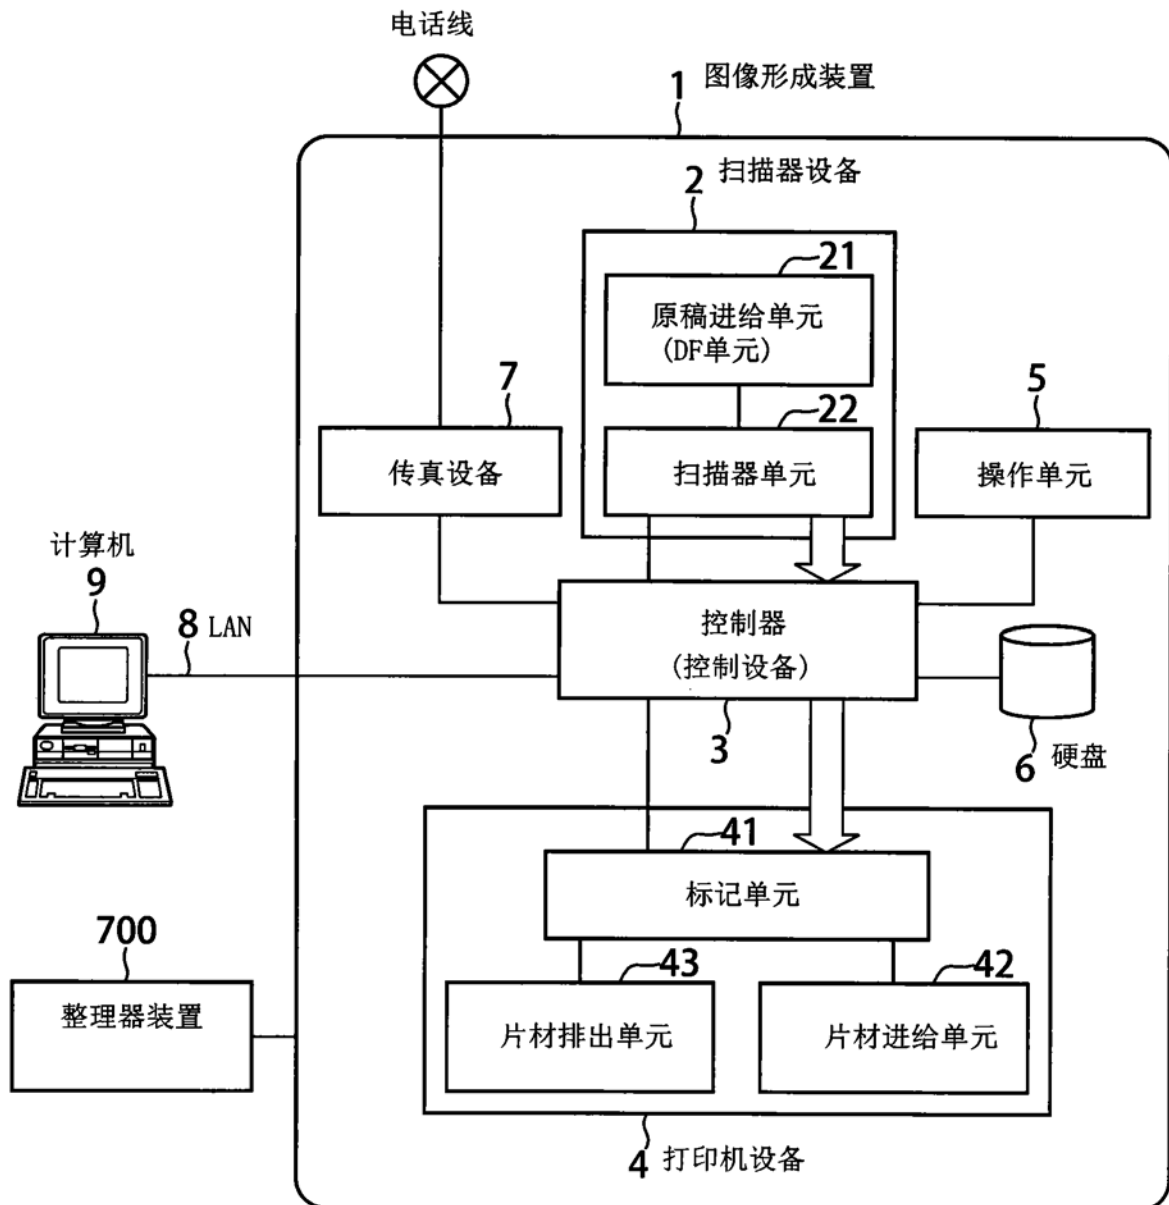 电话线
1 图像形成装置
2 扫描器设备
21
原稿进给单元
(DF单元)
7
22
5
传真设备
扫描器单元
操作单元
计算机
9
8 LAN
控制器
(控制设备)
3
6 硬盘
41
标记单元
700
整理器装置
43
42
片材排出单元
片材进给单元
4 打印机设备